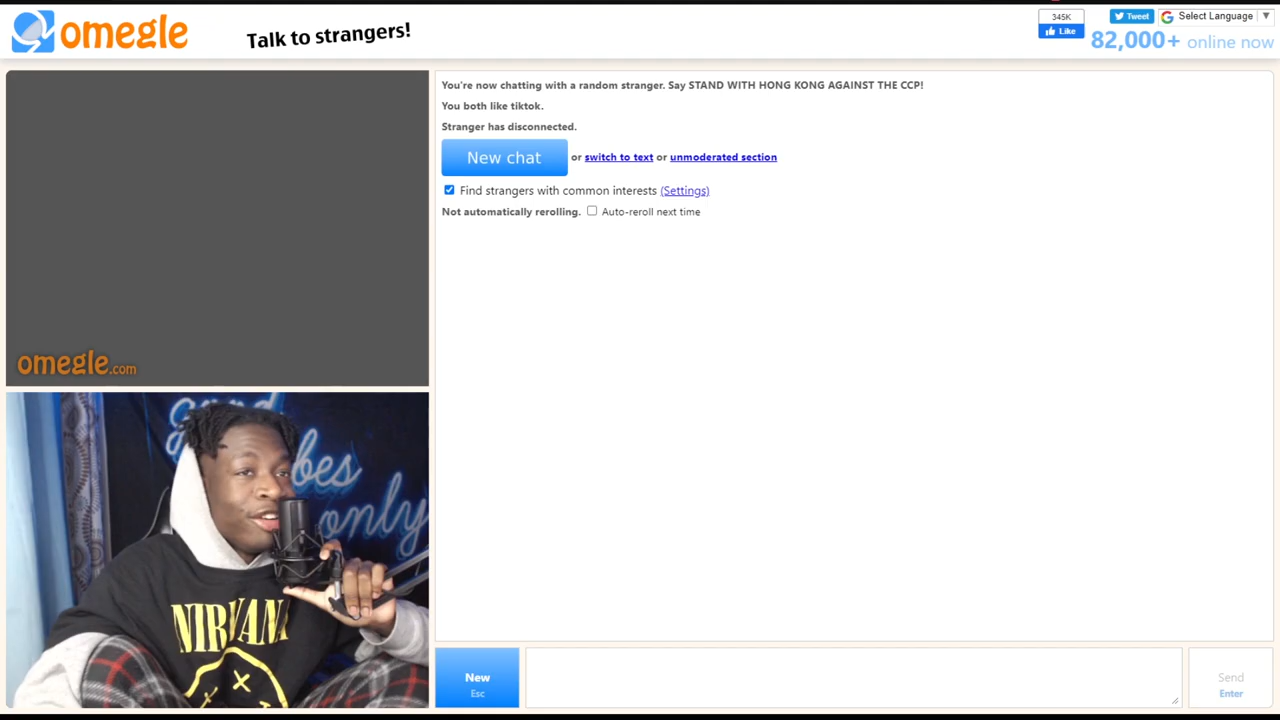 omegle
Talk to strangers!
345K
Like
Tweet
Select Language
82,000+ online now
You're now chatting with a random stranger. Say STAND WITH HONG KONG AGAINST THE CCP!
You both like tiktok.
Stranger has disconnected.
New chat or switch to text or unmoderated section
Find strangers with common interests (Settings)
Not automatically rerolling. Auto-reroll next time
omegle.com
good
vibes
only
NIRVANA
New
Esc
Send
Enter